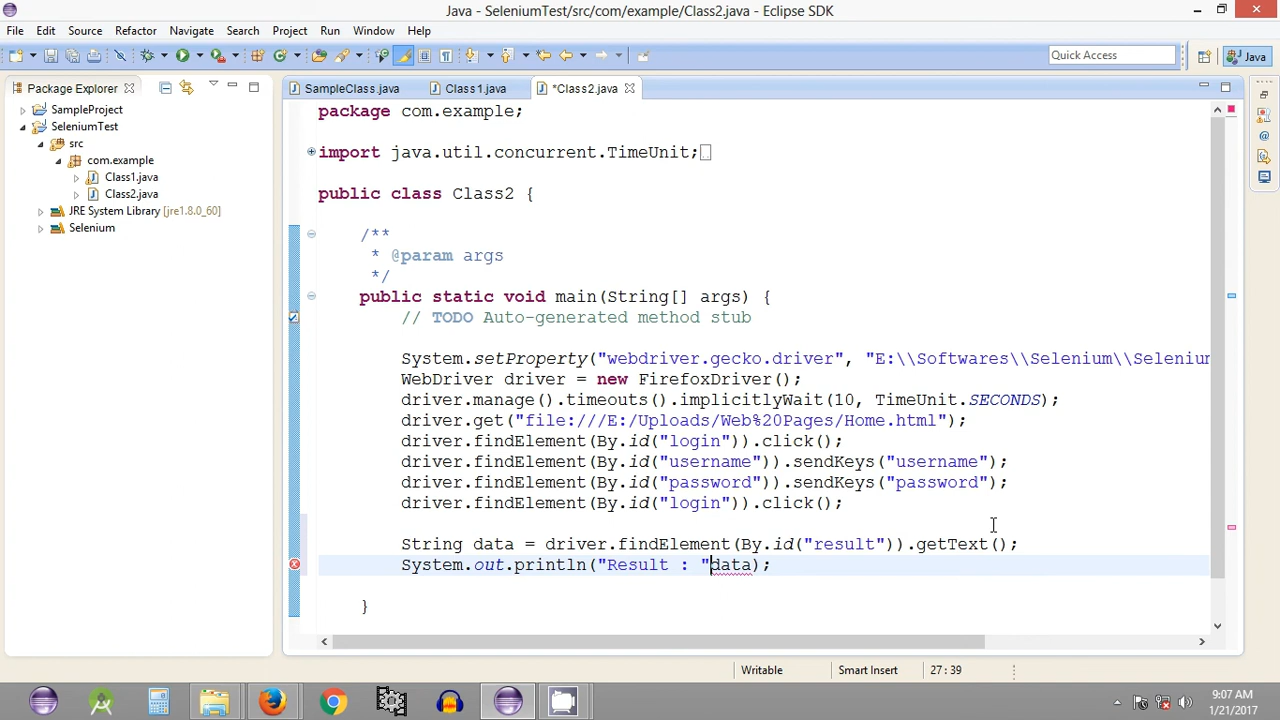 Java - SeleniumTest/src/com/example/Class2.java - Eclipse SDK
File Edit Source Refactor Navigate Search Project Run Window Help
Quick Access
Java
Package Explorer
SampleProject
SeleniumTest
src
com.example
Class1.java
Class2.java
JRE System Library [jre1.8.0_60]
Selenium
SampleClass.java
Class1.java
*Class2.java
package com.example;
import java.util.concurrent.TimeUnit;
public class Class2 {
/**
* @param args
*/
public static void main(String[] args) {
// TODO Auto-generated method stub
System.setProperty("webdriver.gecko.driver", "E:\\Softwares\\Selenium\\Selenium
WebDriver driver = new FirefoxDriver();
driver.manage().timeouts().implicitlyWait(10, TimeUnit.SECONDS);
driver.get("file:///E:/Uploads/Web%20Pages/Home.html");
driver.findElement(By.id("login")).click();
driver.findElement(By.id("username")).sendKeys("username");
driver.findElement(By.id("password")).sendKeys("password");
driver.findElement(By.id("login")).click();
String data = driver.findElement(By.id("result")).getText();
System.out.println("Result : "data);
}
Writable
Smart Insert
27 : 39
9:07 AM
1/21/2017